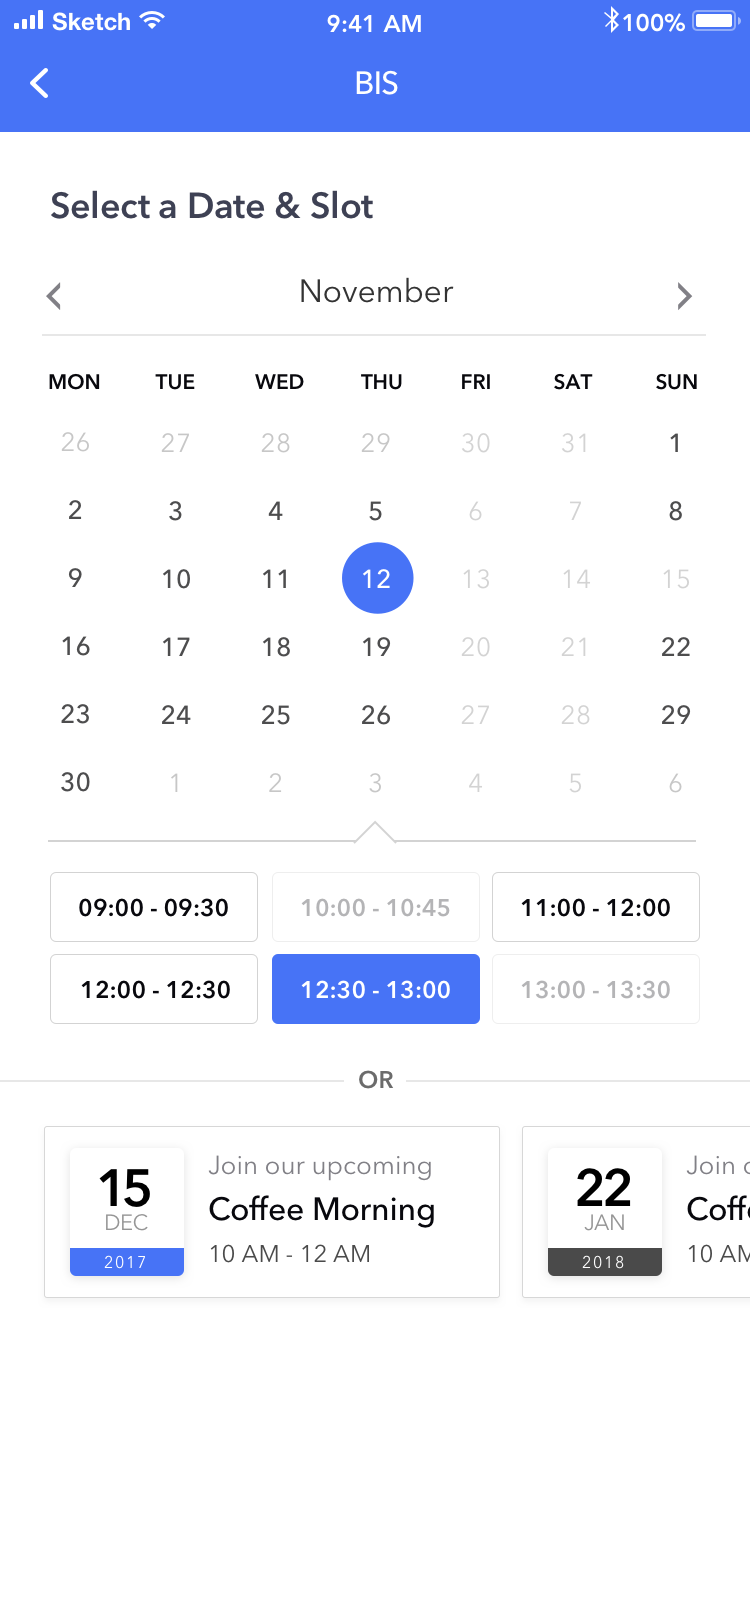 Sketch 9:41 AM 100%
BIS
Select a Date & Slot
November
MON TUE WED THU FRI SAT SUN
26 27 28 29 30 31 1
2 3 4 5 6 7 8
9 10 11 12 13 14 15
16 17 18 19 20 21 22
23 24 25 26 27 28 29
30 1 2 3 4 5 6
09:00 - 09:30 10:00 - 10:45 11:00 - 12:00
12:00 - 12:30 12:30 - 13:00 13:00 - 13:30
OR
15
DEC
2017
Join our upcoming
Coffee Morning
10 AM - 12 AM
22
JAN
2018
Join
10 AM